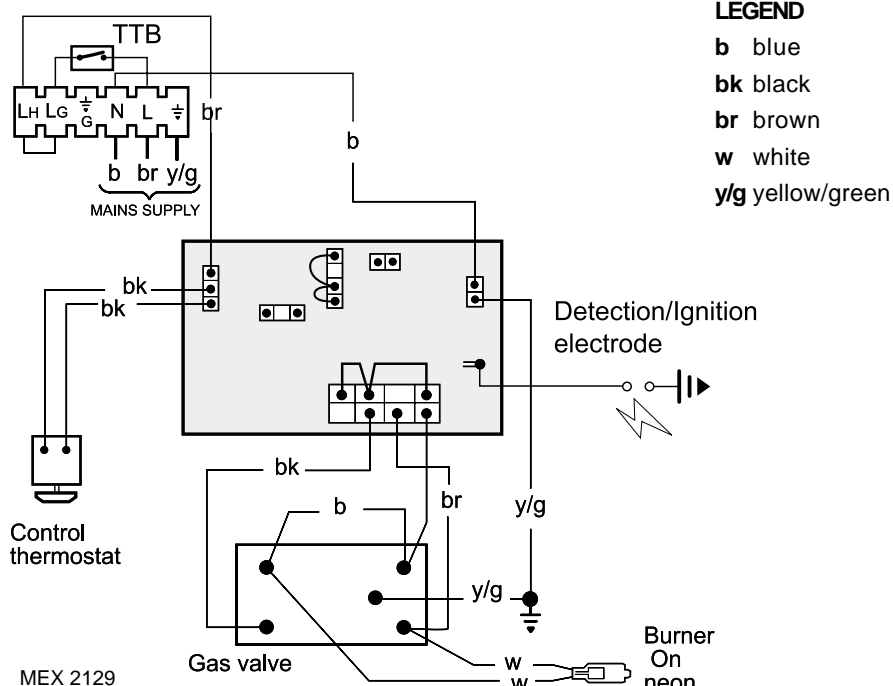 TTB
LH LG G N L
br
b br y/g
MAINS SUPPLY
b
LEGEND
b blue
bk black
br brown
w white
y/g yellow/green
bk
bk
Detection/Ignition
electrode
Control
thermostat
bk
b
br
y/g
y/g
Gas valve
w
w
Burner
On
neon
MEX 2129